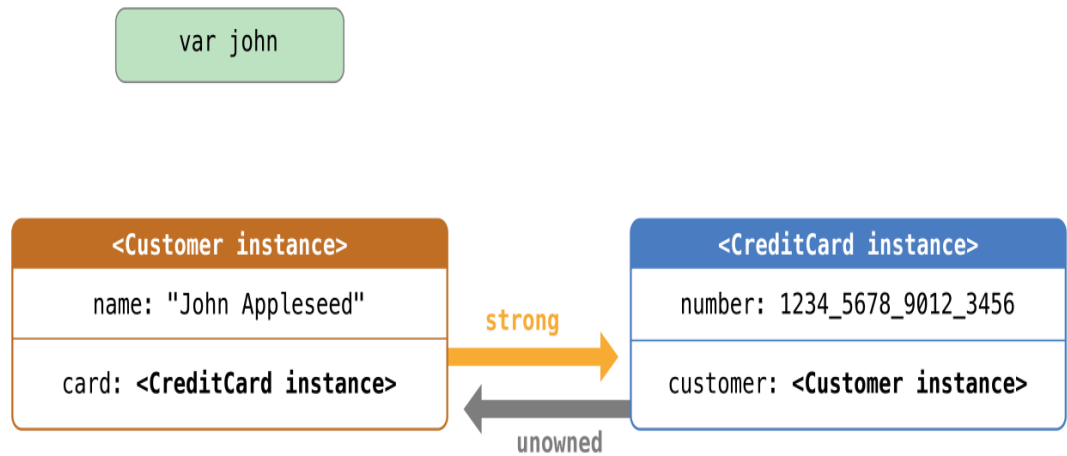 var john
<Customer instance>
name: "John Appleseed"
card: <CreditCard instance>
strong
unowned
<CreditCard instance>
number: 1234_5678_9012_3456
customer: <Customer instance>